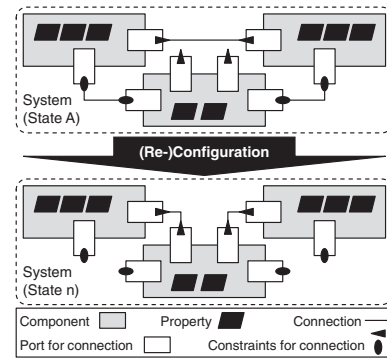 System
(State A)
(Re-)Configuration
System
(State n)
Component Property Connection
Port for connection Constraints for connection